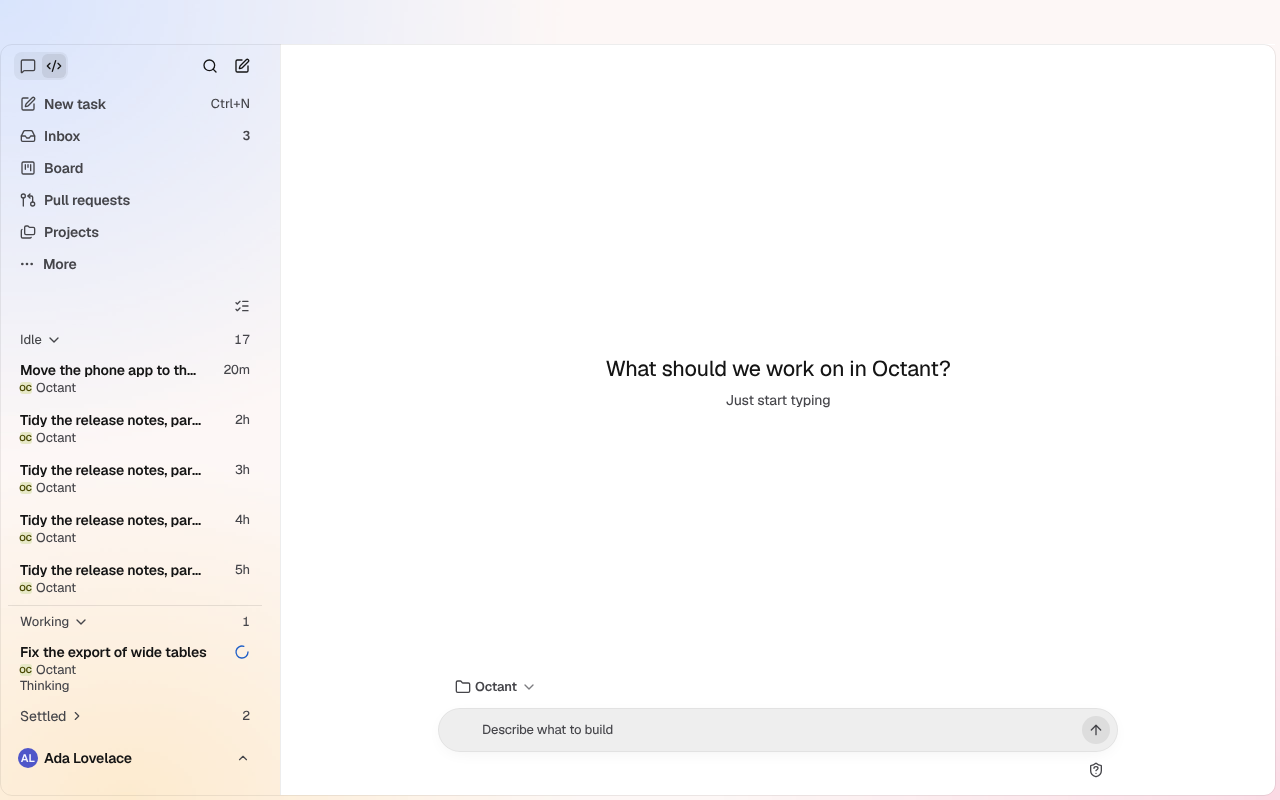 New task Ctrl+N
Inbox 3
Board
Pull requests
Projects
More
Idle 17
Move the phone app to th... 20m
OC Octant
Tidy the release notes, par... 2h
OC Octant
Tidy the release notes, par... 3h
OC Octant
Tidy the release notes, par... 4h
OC Octant
Tidy the release notes, par... 5h
OC Octant
Working 1
Fix the export of wide tables
OC Octant
Thinking
Settled 2
AL Ada Lovelace
What should we work on in Octant?
Just start typing
Octant
Describe what to build